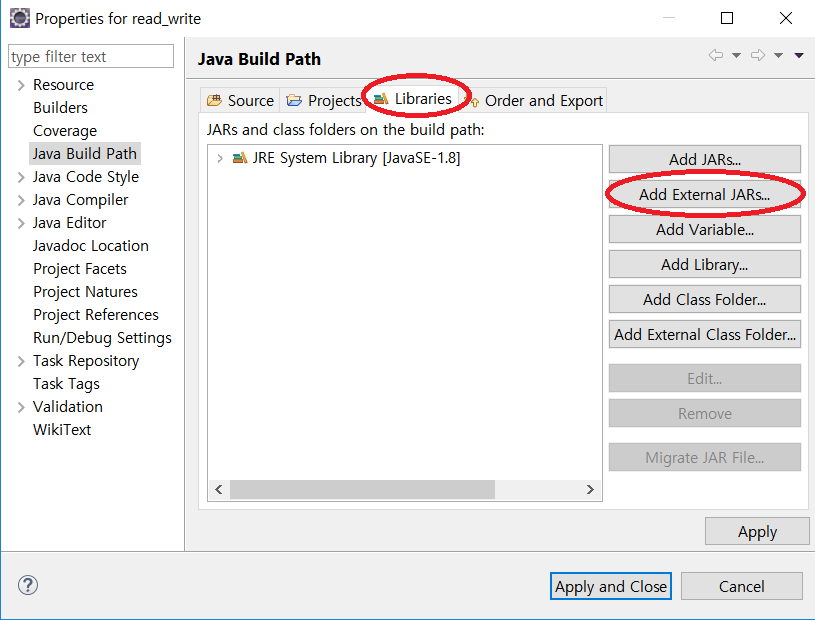 Properties for read_write
type filter text
Resource
Builders
Coverage
Java Build Path
Java Code Style
Java Compiler
Java Editor
Javadoc Location
Project Facets
Project Natures
Project References
Run/Debug Settings
Task Repository
Task Tags
Validation
WikiText
Java Build Path
Source Projects Libraries Order and Export
JARs and class folders on the build path:
JRE System Library [JavaSE-1.8]
Add JARs...
Add External JARs...
Add Variable...
Add Library...
Add Class Folder...
Add External Class Folder...
Edit...
Remove
Migrate JAR File...
Apply
?
Apply and Close Cancel